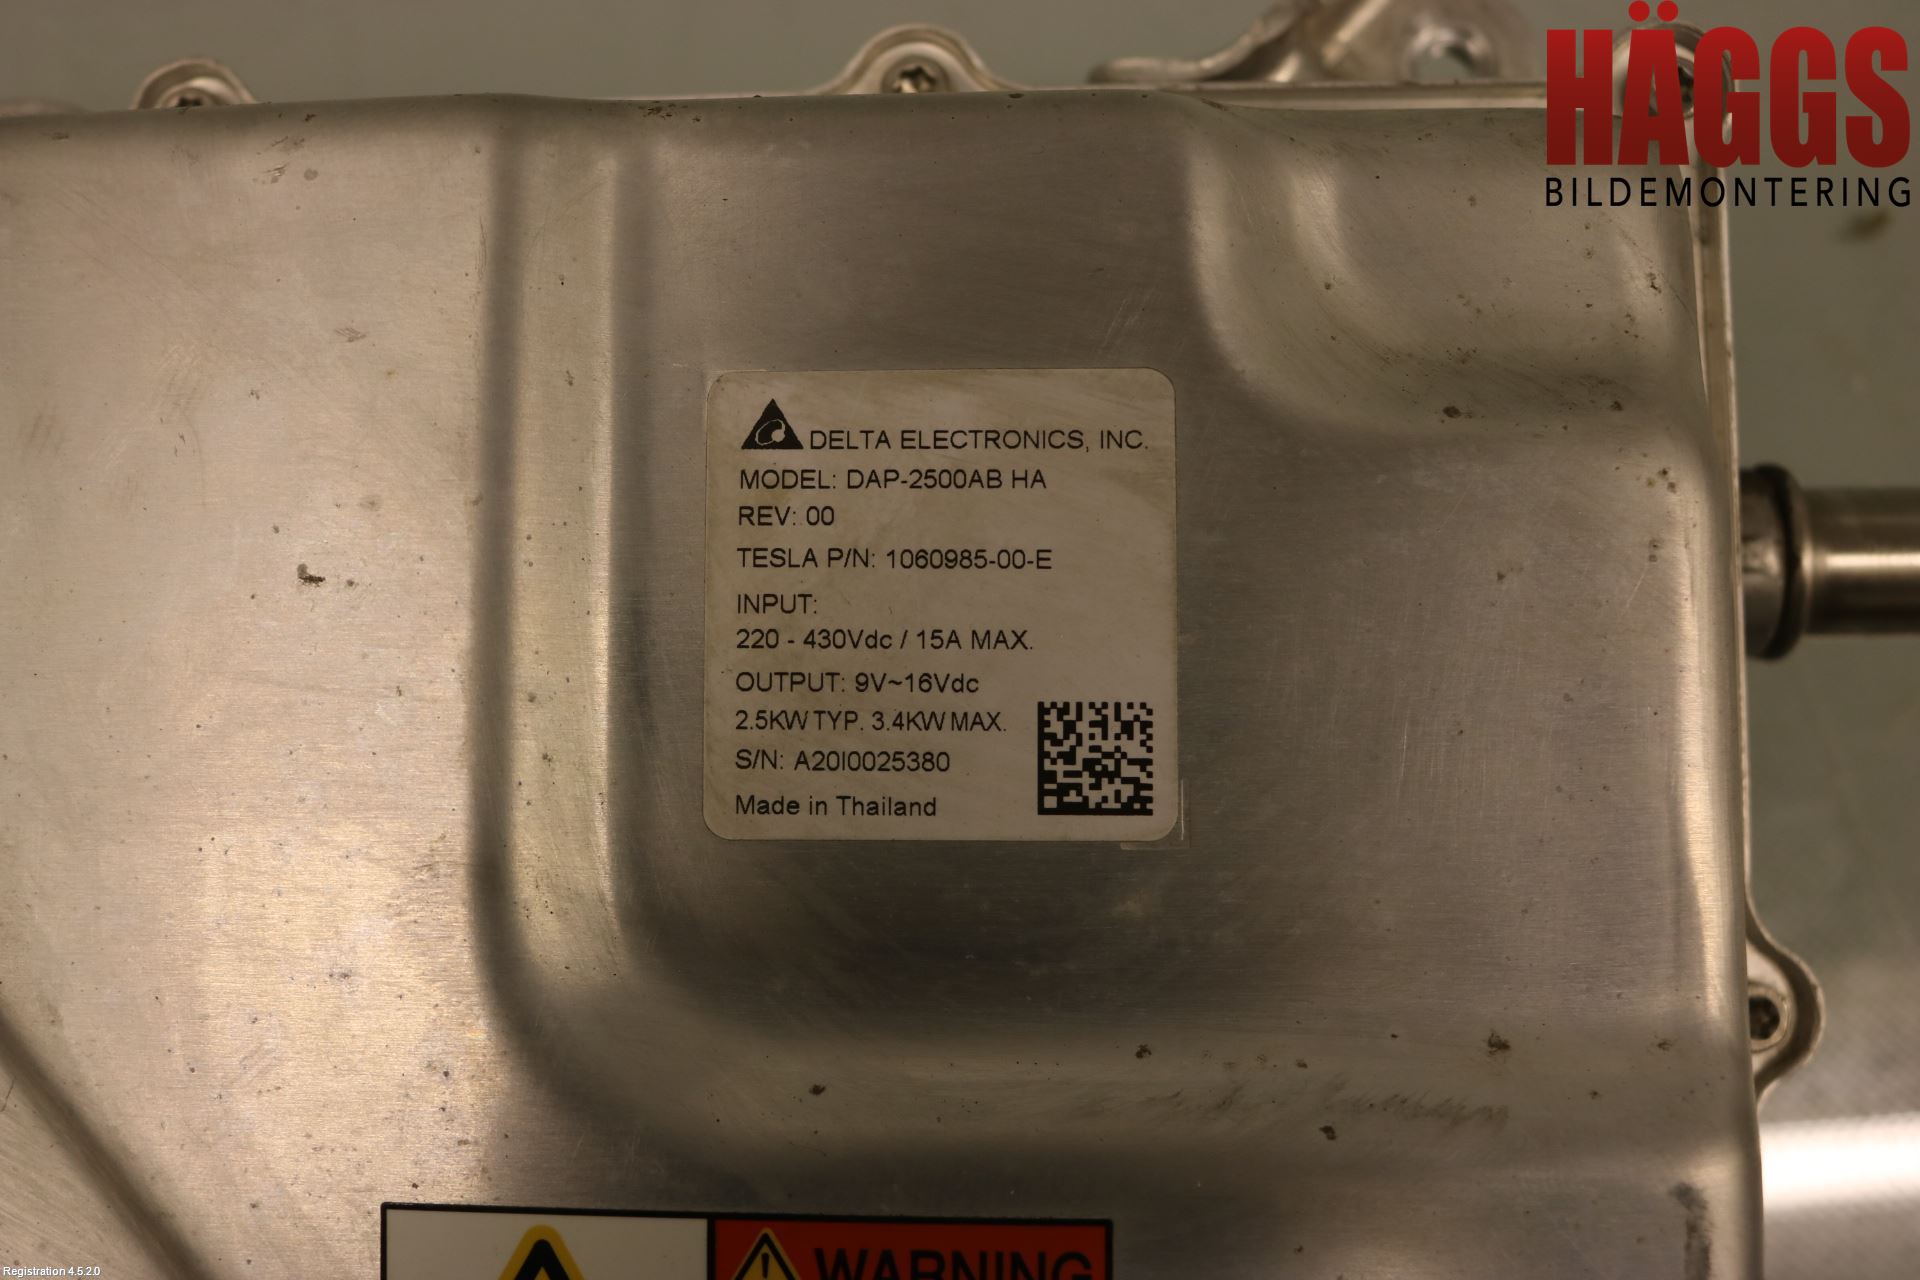 HÄGGS
BILDEMONTERING
DELTA ELECTRONICS, INC.
MODEL: DAP-2500AB HA
REV: 00
TESLA P/N: 1060985-00-E
INPUT:
220 - 430Vdc / 15A MAX.
OUTPUT: 9V~16Vdc
2.5KW TYP. 3.4KW MAX.
S/N: A20I0025380
Made in Thailand
WARNING
Registration 4.5.2.0